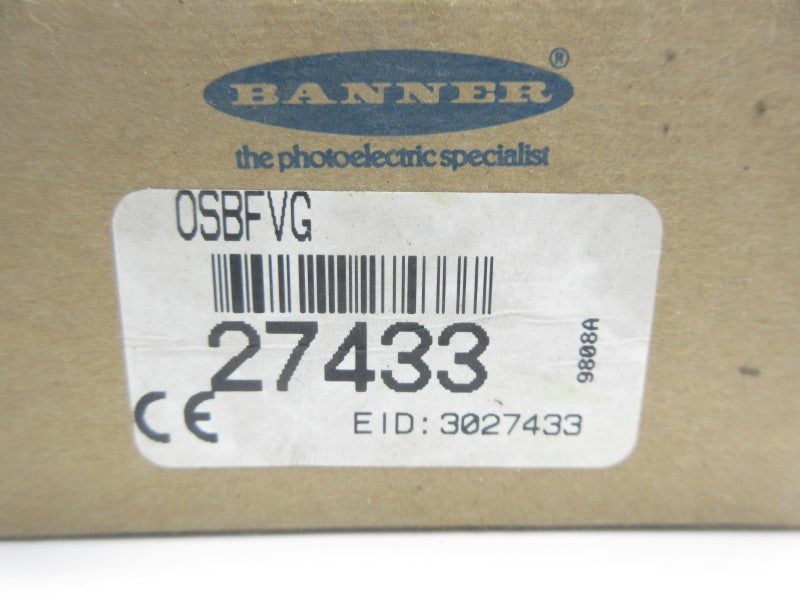 BANNER®
the photoelectric specialist
OSBFVG
27433
9808A
CE
EID: 3027433